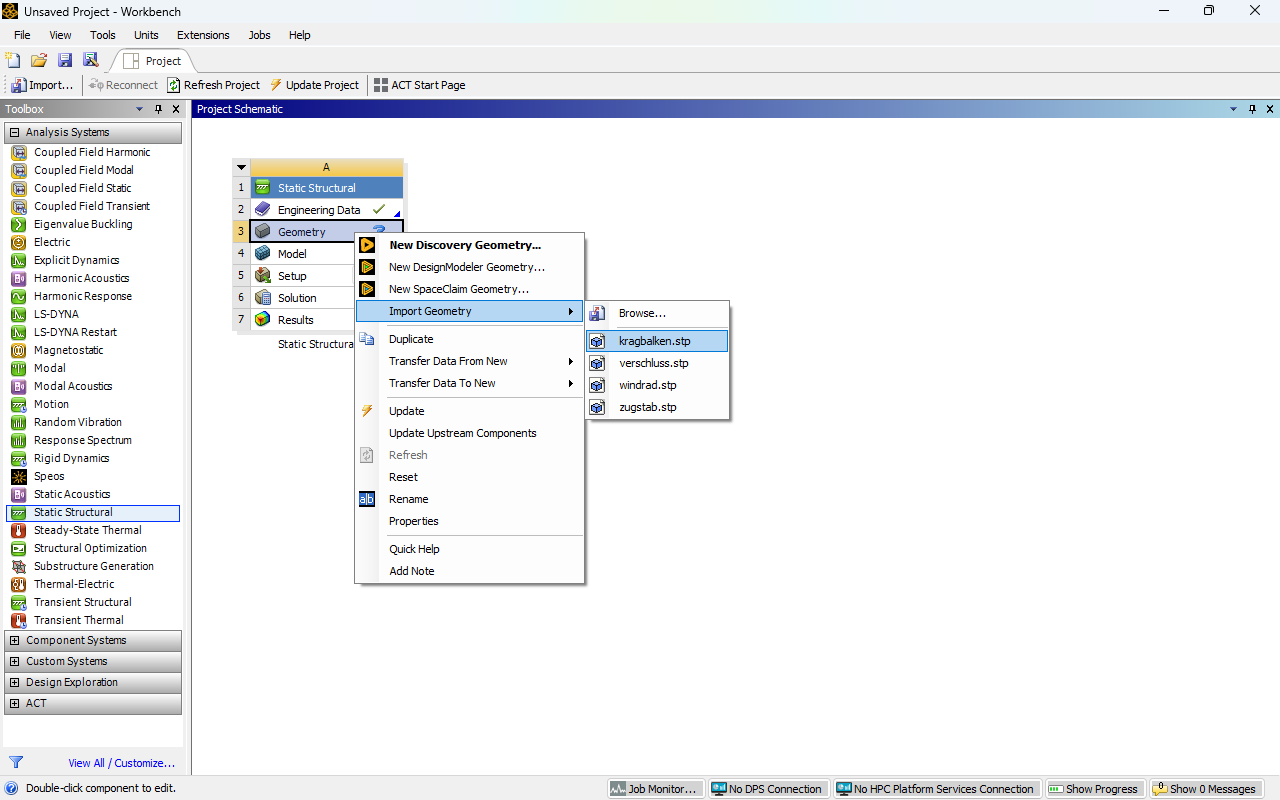 Unsaved Project - Workbench
File View Tools Units Extensions Jobs Help
Project
Import... Reconnect Refresh Project Update Project ACT Start Page
Toolbox
Analysis Systems
Coupled Field Harmonic
Coupled Field Modal
Coupled Field Static
Coupled Field Transient
Eigenvalue Buckling
Electric
Explicit Dynamics
Harmonic Acoustics
Harmonic Response
LS-DYNA
LS-DYNA Restart
Magnetostatic
Modal
Modal Acoustics
Motion
Random Vibration
Response Spectrum
Rigid Dynamics
Speos
Static Acoustics
Static Structural
Steady-State Thermal
Structural Optimization
Substructure Generation
Thermal-Electric
Transient Structural
Transient Thermal
Component Systems
Custom Systems
Design Exploration
ACT
View All / Customize...
Project Schematic
A
1 Static Structural
2 Engineering Data
3 Geometry
4 Model
5 Setup
6 Solution
7 Results
Static Structura
New Discovery Geometry...
New DesignModeler Geometry...
New SpaceClaim Geometry...
Import Geometry
Duplicate
Transfer Data From New
Transfer Data To New
Update
Update Upstream Components
Refresh
Reset
a|b Rename
Properties
Quick Help
Add Note
Browse...
kragbalken.stp
verschluss.stp
windrad.stp
zugstab.stp
Double-click component to edit.
Job Monitor... No DPS Connection No HPC Platform Services Connection Show Progress 0 Show 0 Messages